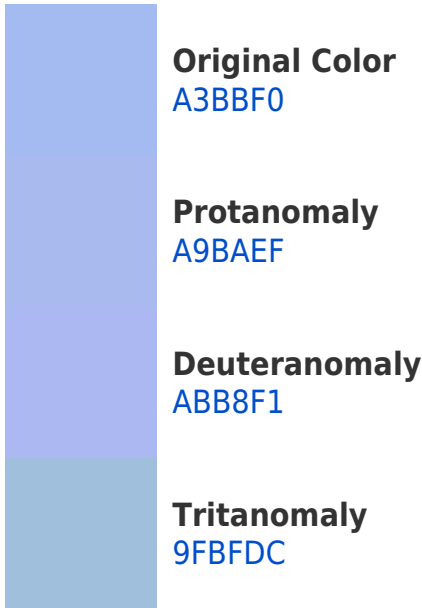 Original Color
A3BBF0
Protanomaly
A9BAEF
Deuteranomaly
ABB8F1
Tritanomaly
9FBFDC